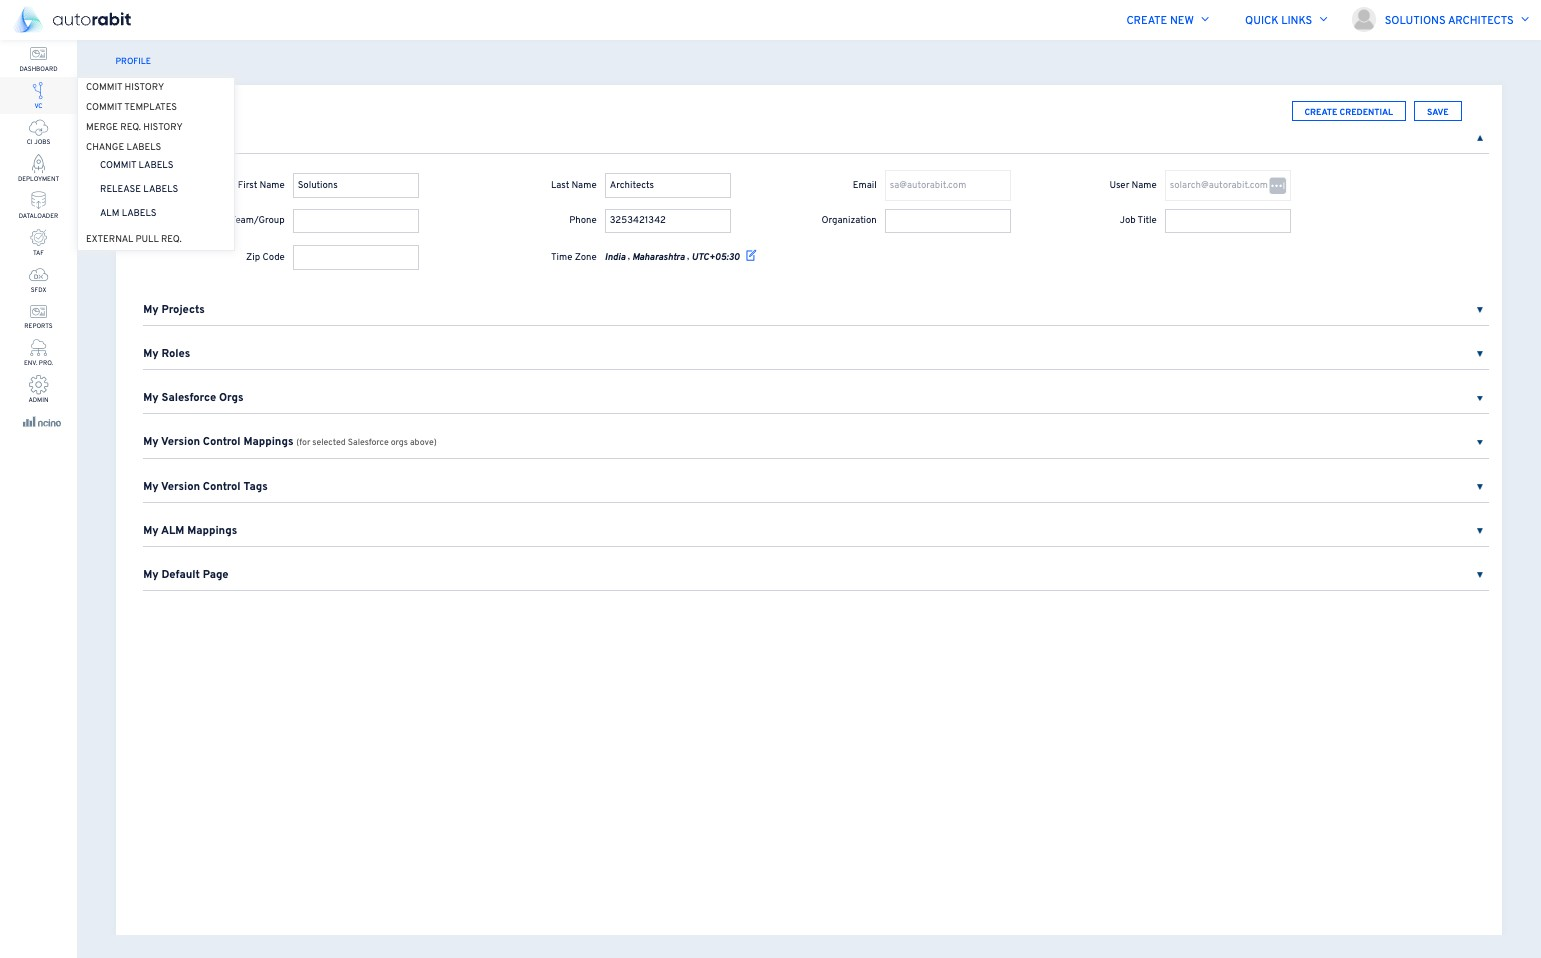 autorabit
CREATE NEW
QUICK LINKS
SOLUTIONS ARCHITECTS
DASHBOARD
VC
CI JOBS
DEPLOYMENT
DATALOADER
TAF
SFDX
REPORTS
ENV. PRO.
ADMIN
ncino
PROFILE
COMMIT HISTORY
COMMIT TEMPLATES
MERGE REQ. HISTORY
CHANGE LABELS
COMMIT LABELS
RELEASE LABELS
ALM LABELS
EXTERNAL PULL REQ.
CREATE CREDENTIAL
SAVE
First Name Solutions
Last Name Architects
Email sa@autorabit.com
User Name solarch@autorabit.com
eam/Group
Phone 3253421342
Organization
Job Title
Zip Code
Time Zone India , Maharashtra , UTC+05:30
My Projects
My Roles
My Salesforce Orgs
My Version Control Mappings (for selected Salesforce orgs above)
My Version Control Tags
My ALM Mappings
My Default Page